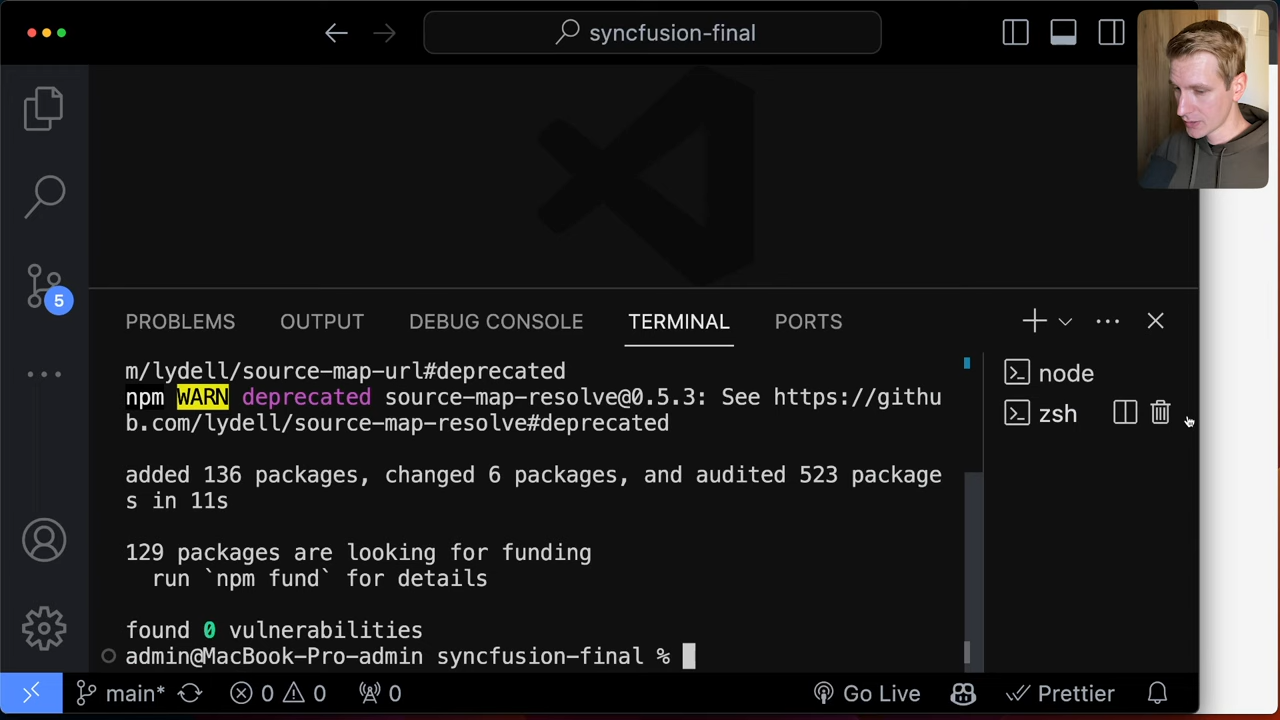 syncfusion-final
5
PROBLEMS
OUTPUT
DEBUG CONSOLE
TERMINAL
PORTS
m/lydell/source-map-url#deprecated
npm WARN deprecated source-map-resolve@0.5.3: See https://githu
b.com/lydell/source-map-resolve#deprecated
added 136 packages, changed 6 packages, and audited 523 package
s in 11s
129 packages are looking for funding
run `npm fund` for details
found 0 vulnerabilities
admin@MacBook-Pro-admin syncfusion-final %
node
zsh
main*
0
0
0
Go Live
Prettier